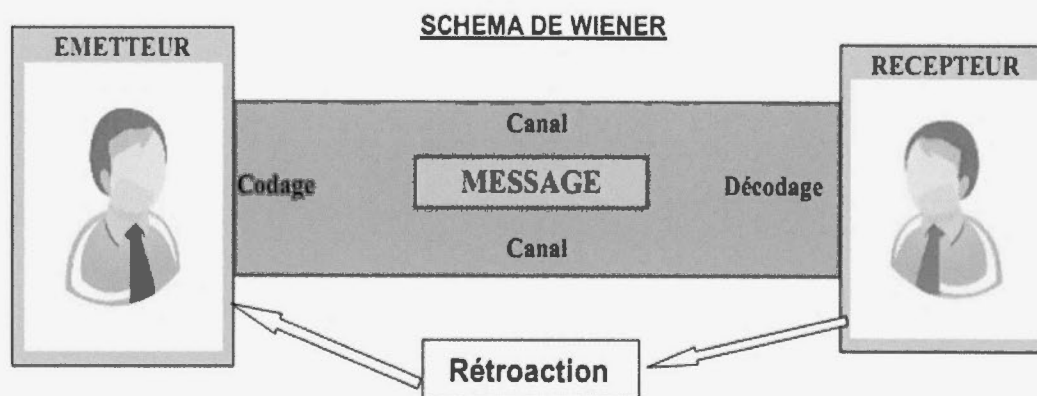 SCHEMA DE WIENER
EMETTEUR
RECEPTEUR
Canal
Codage
MESSAGE
Décodage
Canal
Rétroaction